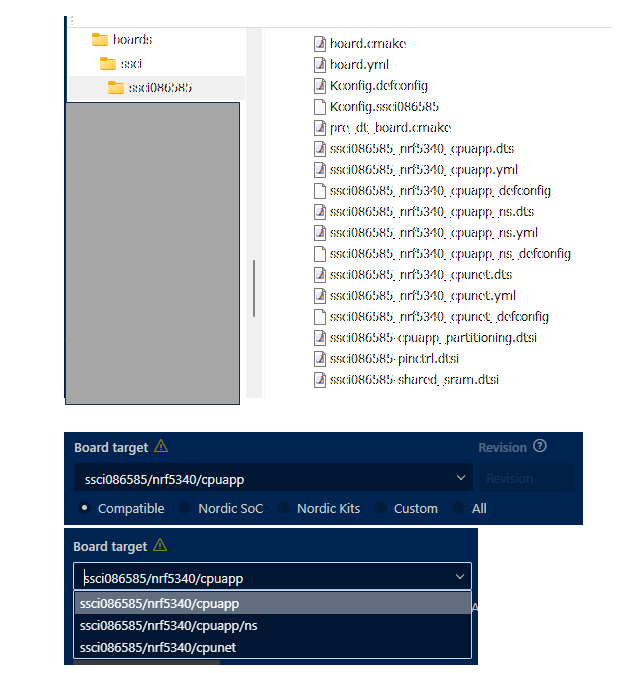 boards
ssci
ssci086585
board.cmake
board.yml
Kconfig.defconfig
Kconfig.ssci086585
pre_dt_board.cmake
ssci086585_nrf5340_cpuapp.dts
ssci086585_nrf5340_cpuapp.yml
ssci086585_nrf5340_cpuapp_defconfig
ssci086585_nrf5340_cpuapp_ns.dts
ssci086585_nrf5340_cpuapp_ns.yml
ssci086585_nrf5340_cpuapp_ns_defconfig
ssci086585_nrf5340_cpunet.dts
ssci086585_nrf5340_cpunet.yml
ssci086585_nrf5340_cpunet_defconfig
ssci086585-cpuapp_partitioning.dtsi
ssci086585-pinctrl.dtsi
ssci086585-shared_sram.dtsi
Board target Revision ?
ssci086585/nrf5340/cpuapp Revision
Compatible Nordic SoC Nordic Kits Custom All
Board target
ssci086585/nrf5340/cpuapp
ssci086585/nrf5340/cpuapp
ssci086585/nrf5340/cpuapp/ns
ssci086585/nrf5340/cpunet